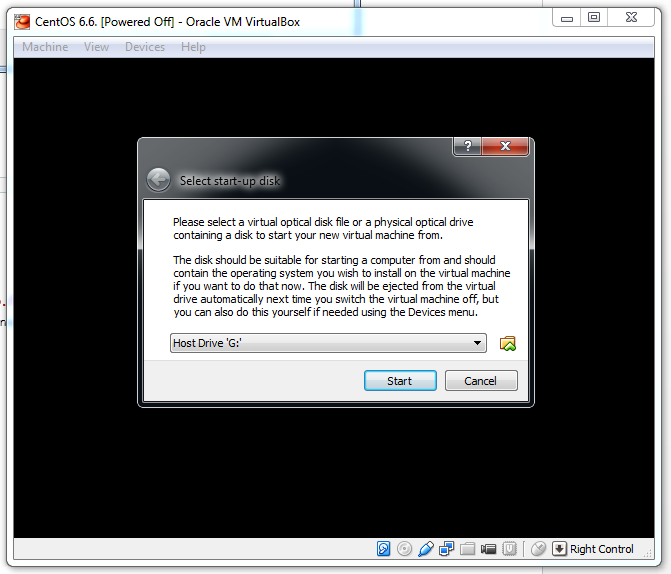 CentOS 6.6. [Powered Off] - Oracle VM VirtualBox
Machine View Devices Help
Select start-up disk
Please select a virtual optical disk file or a physical optical drive
containing a disk to start your new virtual machine from.
The disk should be suitable for starting a computer from and should
contain the operating system you wish to install on the virtual machine
if you want to do that now. The disk will be ejected from the virtual
drive automatically next time you switch the virtual machine off, but
you can also do this yourself if needed using the Devices menu.
Host Drive 'G:'
Start Cancel
Right Control